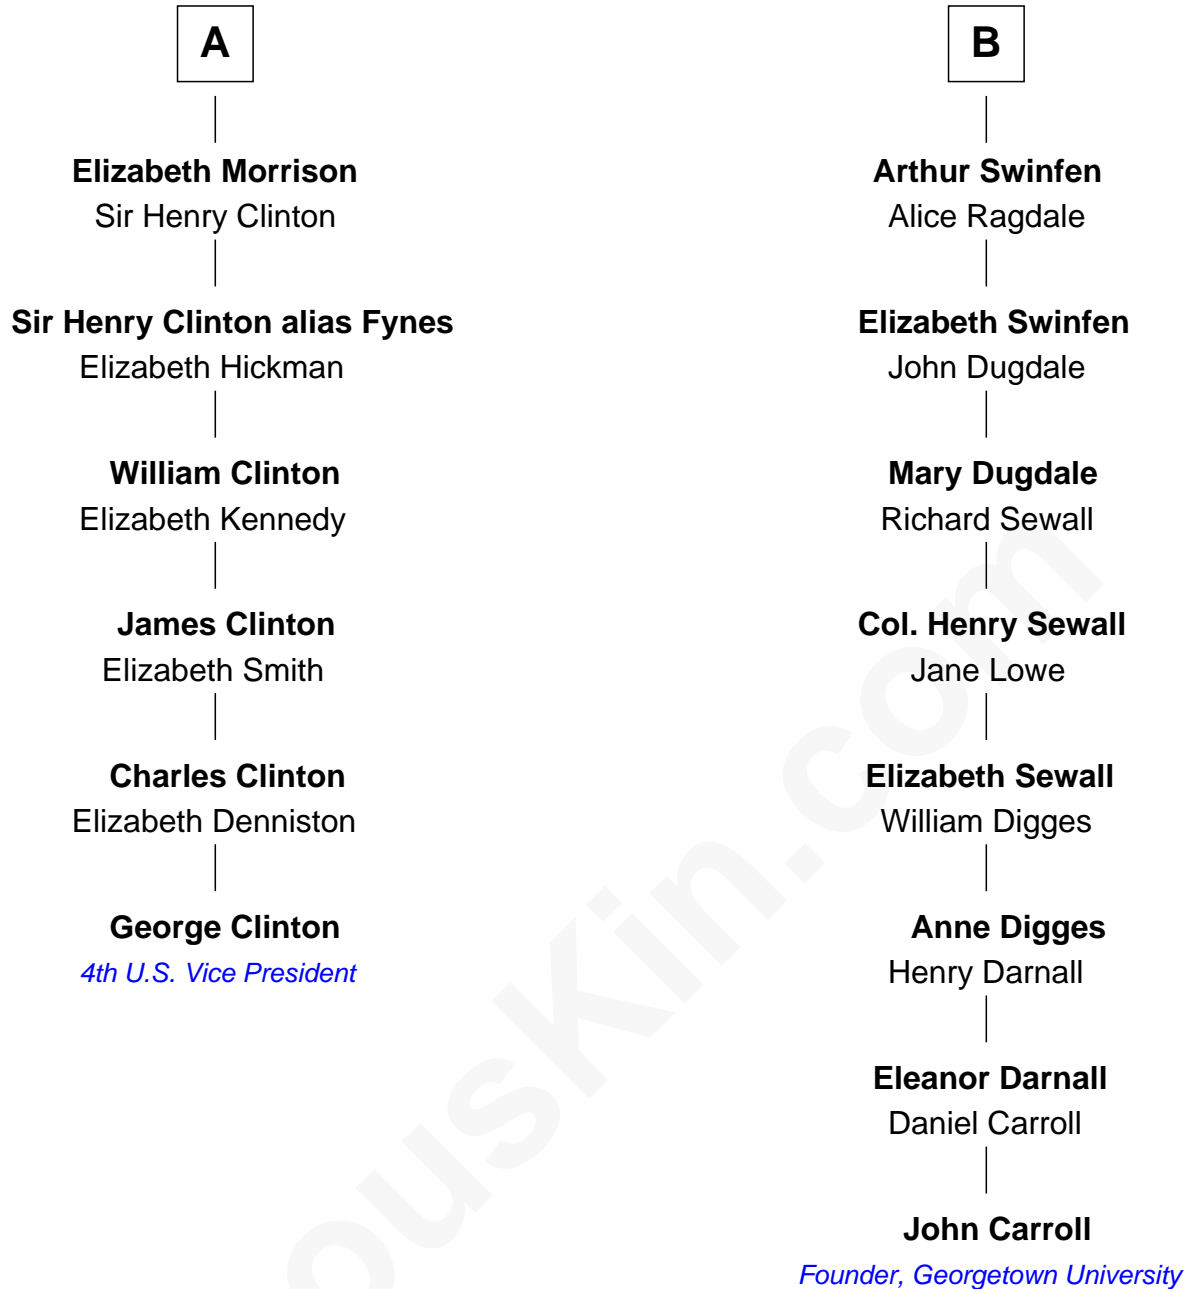 A
Elizabeth Morrison
Sir Henry Clinton
Sir Henry Clinton alias Fynes
Elizabeth Hickman
William Clinton
Elizabeth Kennedy
James Clinton
Elizabeth Smith
Charles Clinton
Elizabeth Denniston
George Clinton
4th U.S. Vice President
B
Arthur Swinfen
Alice Ragdale
Elizabeth Swinfen
John Dugdale
Mary Dugdale
Richard Sewall
Col. Henry Sewall
Jane Lowe
Elizabeth Sewall
William Digges
Anne Digges
Henry Darnall
Eleanor Darnall
Daniel Carroll
John Carroll
Founder, Georgetown University
ousKin.com